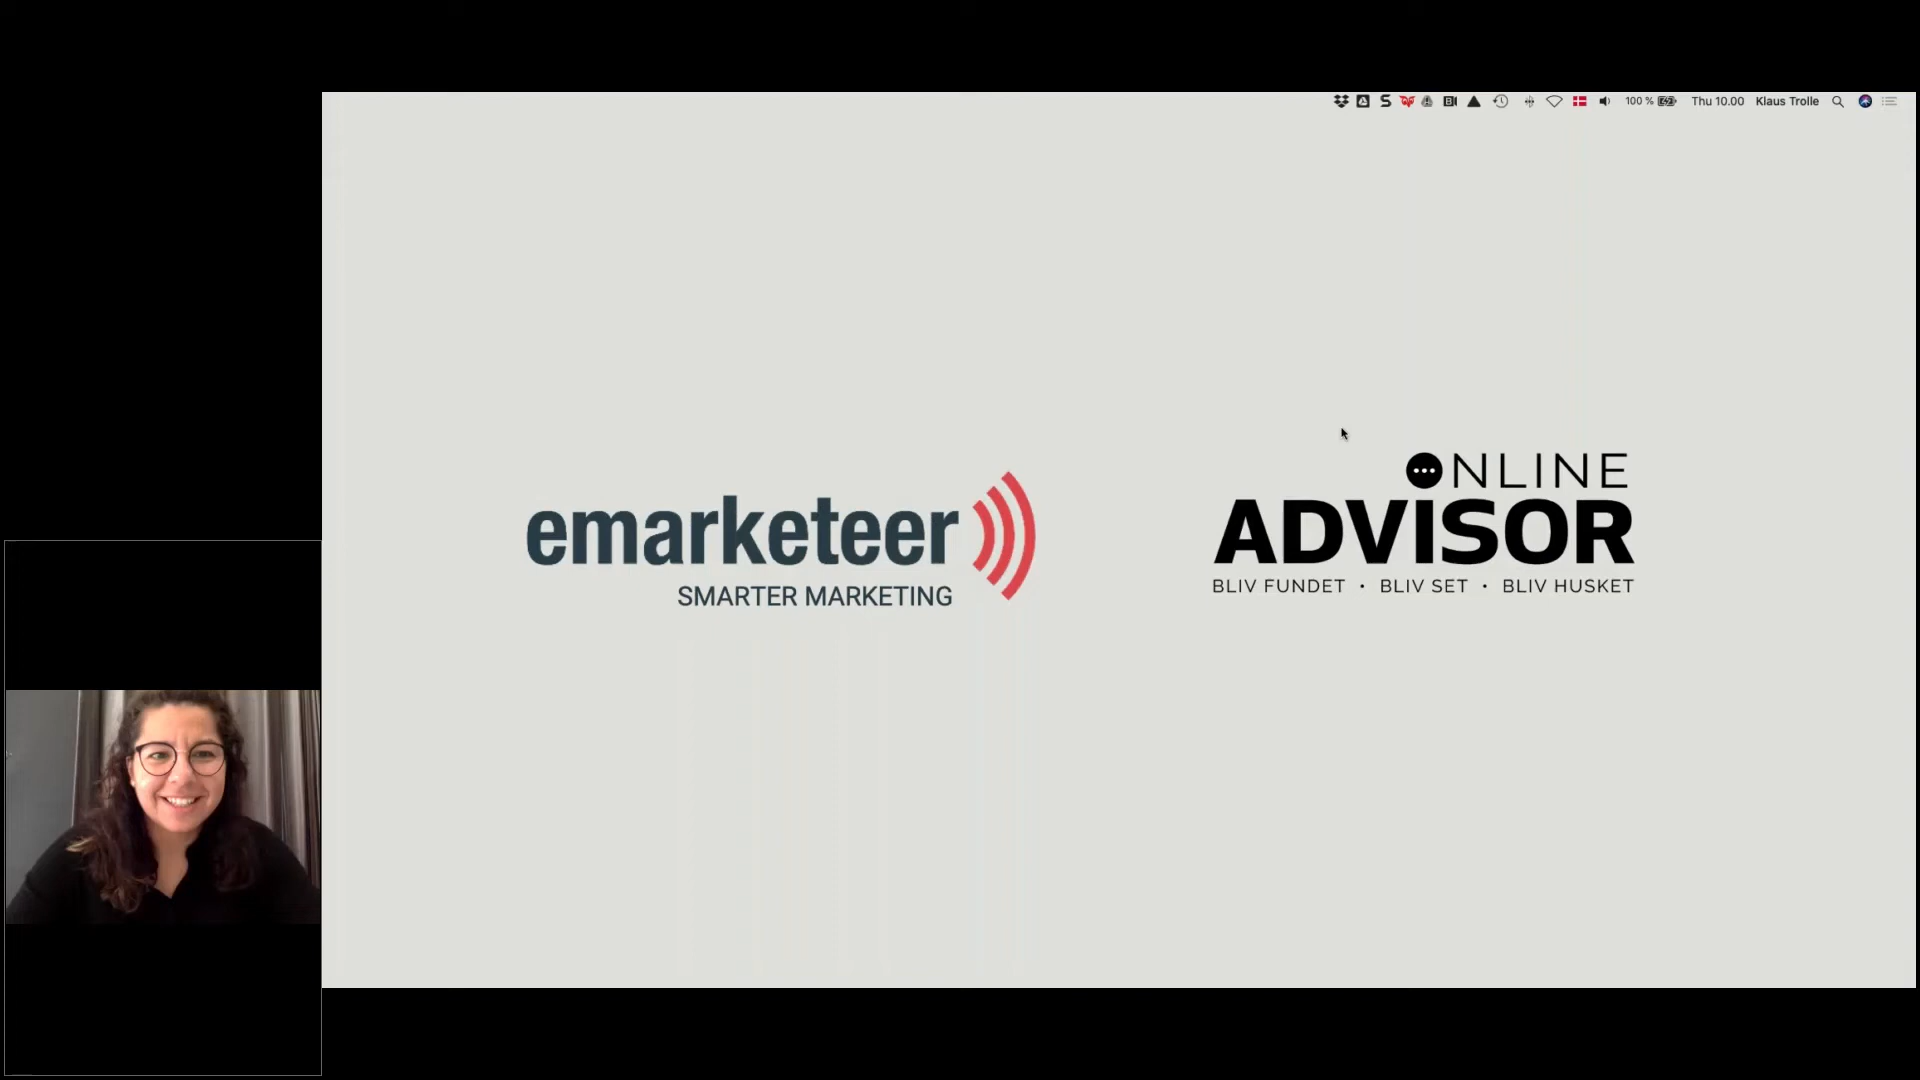 100 % Thu 10.00 Klaus Trolle
emarketeer
SMARTER MARKETING
ONLINE
ADVISOR
BLIV FUNDET • BLIV SET • BLIV HUSKET